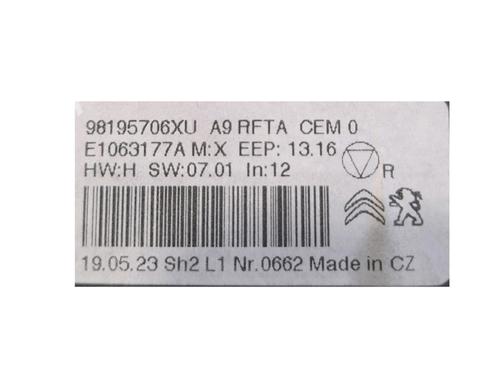 98195706XU A9 RFTA CEM 0
E1063177A M:X EEP: 13.16
HW:H SW:07.01 In:12
R
19.05.23 Sh2 L1 Nr.0662 Made in CZ